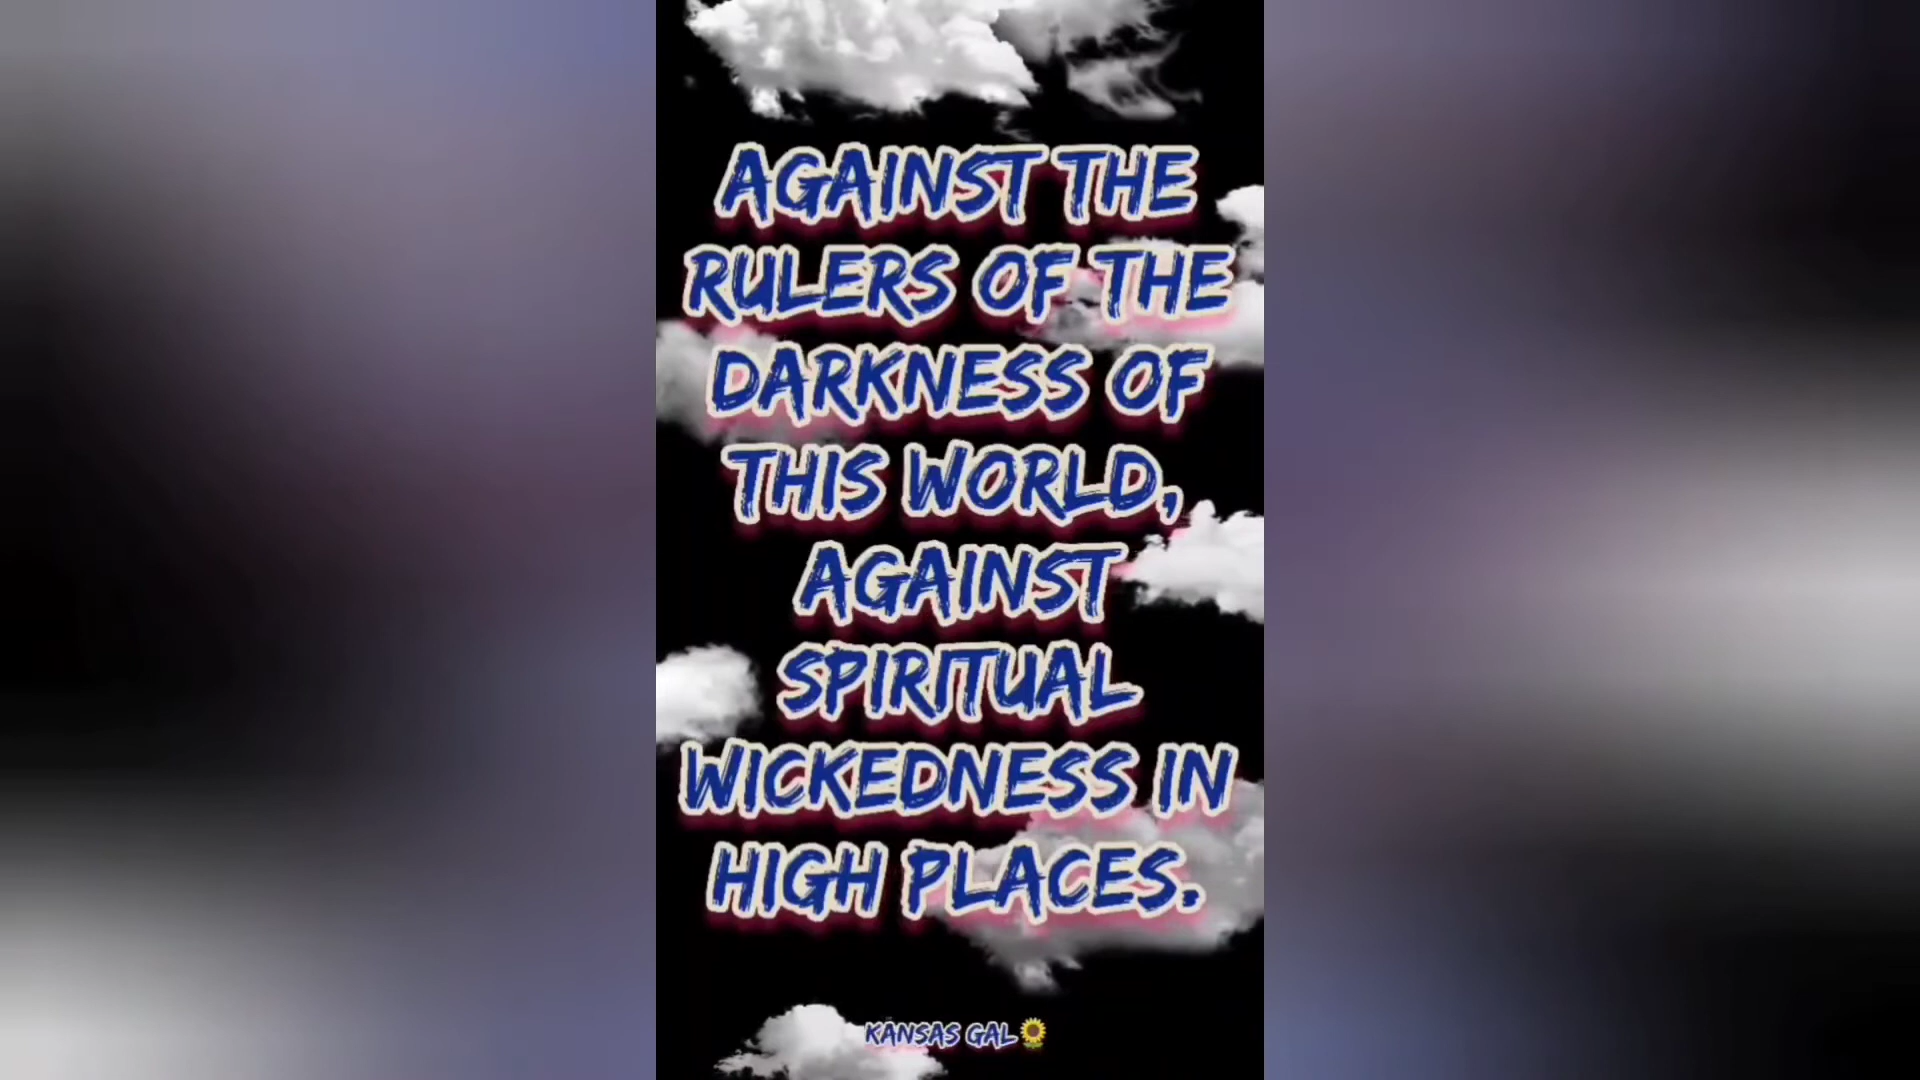 AGAINST THE
RULERS OF THE
DARKNESS OF
THIS WORLD,
AGAINST
SPIRITUAL
WICKEDNESS IN
HIGH PLACES.
KANSAS GAL🌻